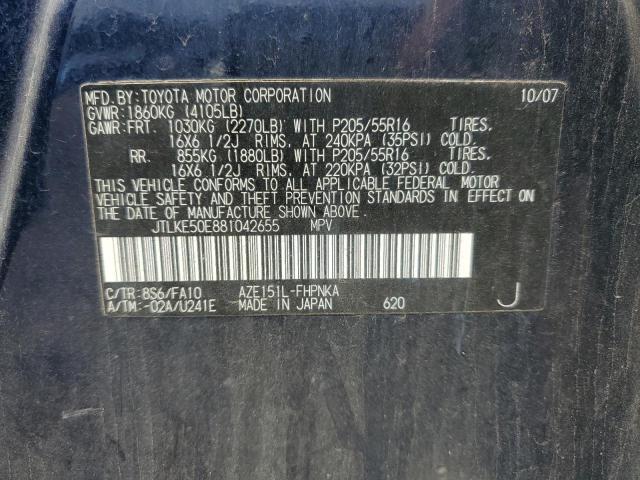 MFD.BY:TOYOTA MOTOR CORPORATION 10/07
GVWR:1860KG (4105LB)
GAWR:FRT. 1030KG (2270LB) WITH P205/55R16 TIRES.
16X6 1/2J RIMS, AT 240KPA (35PSI) COLD.
RR. 855KG (1880LB) WITH P205/55R16 TIRES.
16X6 1/2J RIMS, AT 220KPA (32PSI) COLD.
THIS VEHICLE CONFORMS TO ALL APPLICABLE FEDERAL MOTOR
VEHICLE SAFETY AND THEFT PREVENTION STANDARDS IN EFFECT ON
THE DATE OF MANUFACTURE SHOWN ABOVE.
JTLKE50E881042655 MPV
C/TR:8S6/FA10 AZE151L-FHPNKA
A/TM:-02A/U241E MADE IN JAPAN 620 J